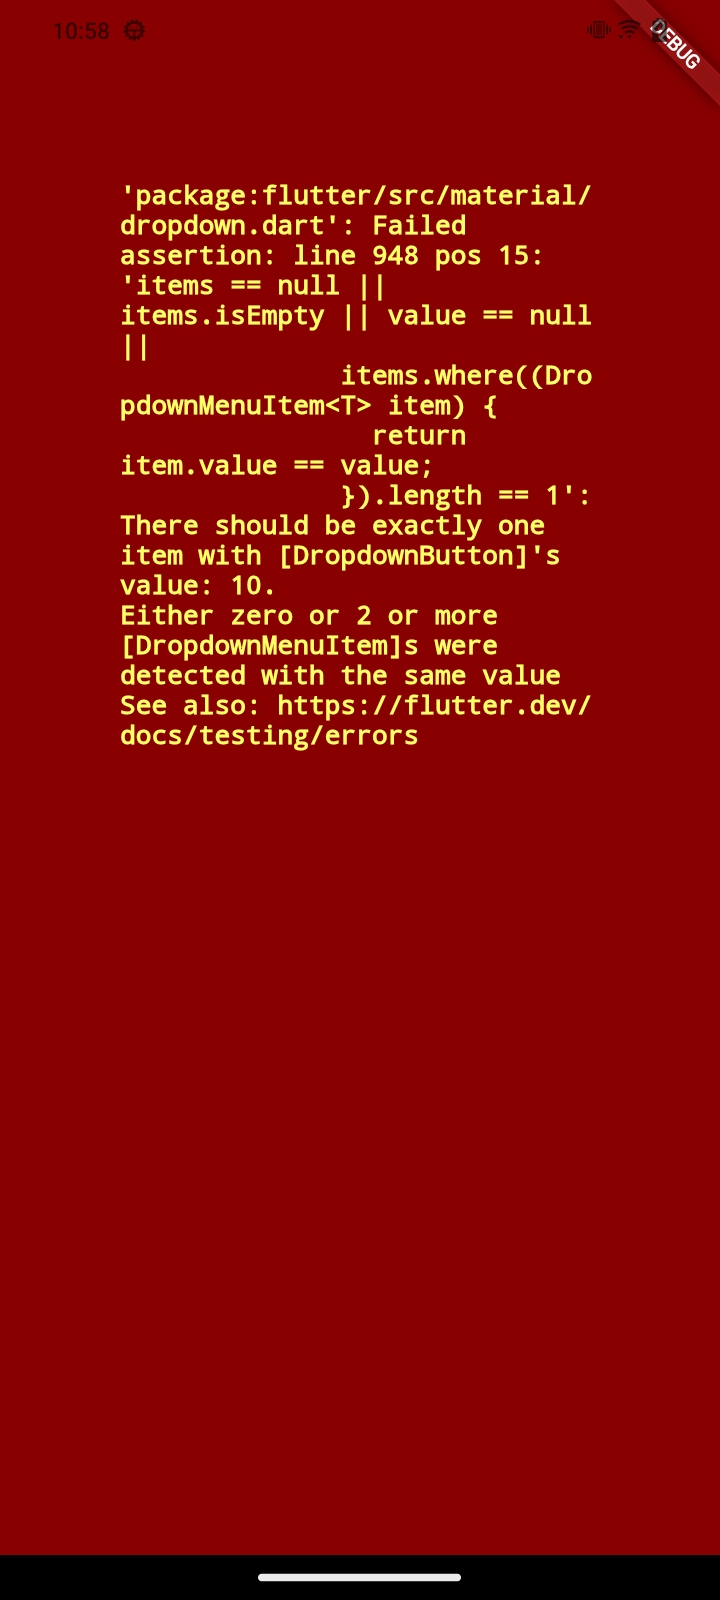 10:58
DEBUG
'package:flutter/src/material/
dropdown.dart': Failed
assertion: line 948 pos 15:
'items == null ||
items.isEmpty || value == null
||
items.where((Dro
pdownMenuItem<T> item) {
return
item.value == value;
}).length == 1':
There should be exactly one
item with [DropdownButton]'s
value: 10.
Either zero or 2 or more
[DropdownMenuItem]s were
detected with the same value
See also: https://flutter.dev/
docs/testing/errors